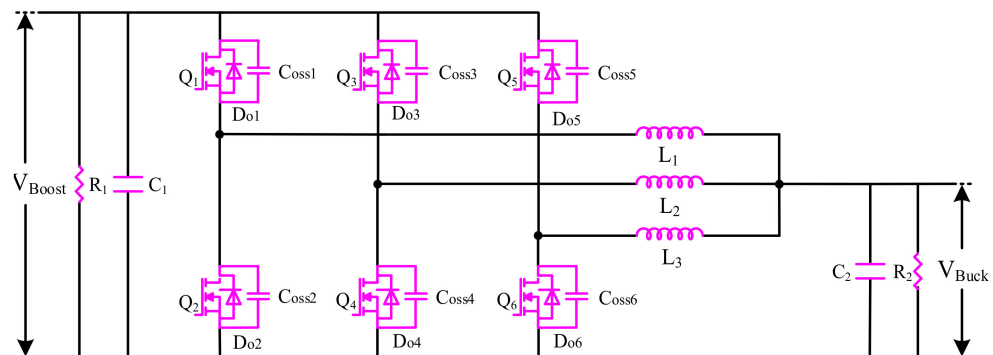 Q1
Coss1
Do1
Q3
Coss3
Do3
Q5
Coss5
Do5
L1
L2
L3
VBoost
R1
C1
Q2
Coss2
Do2
Q4
Coss4
Do4
Q6
Coss6
Do6
C2
R2
VBuck